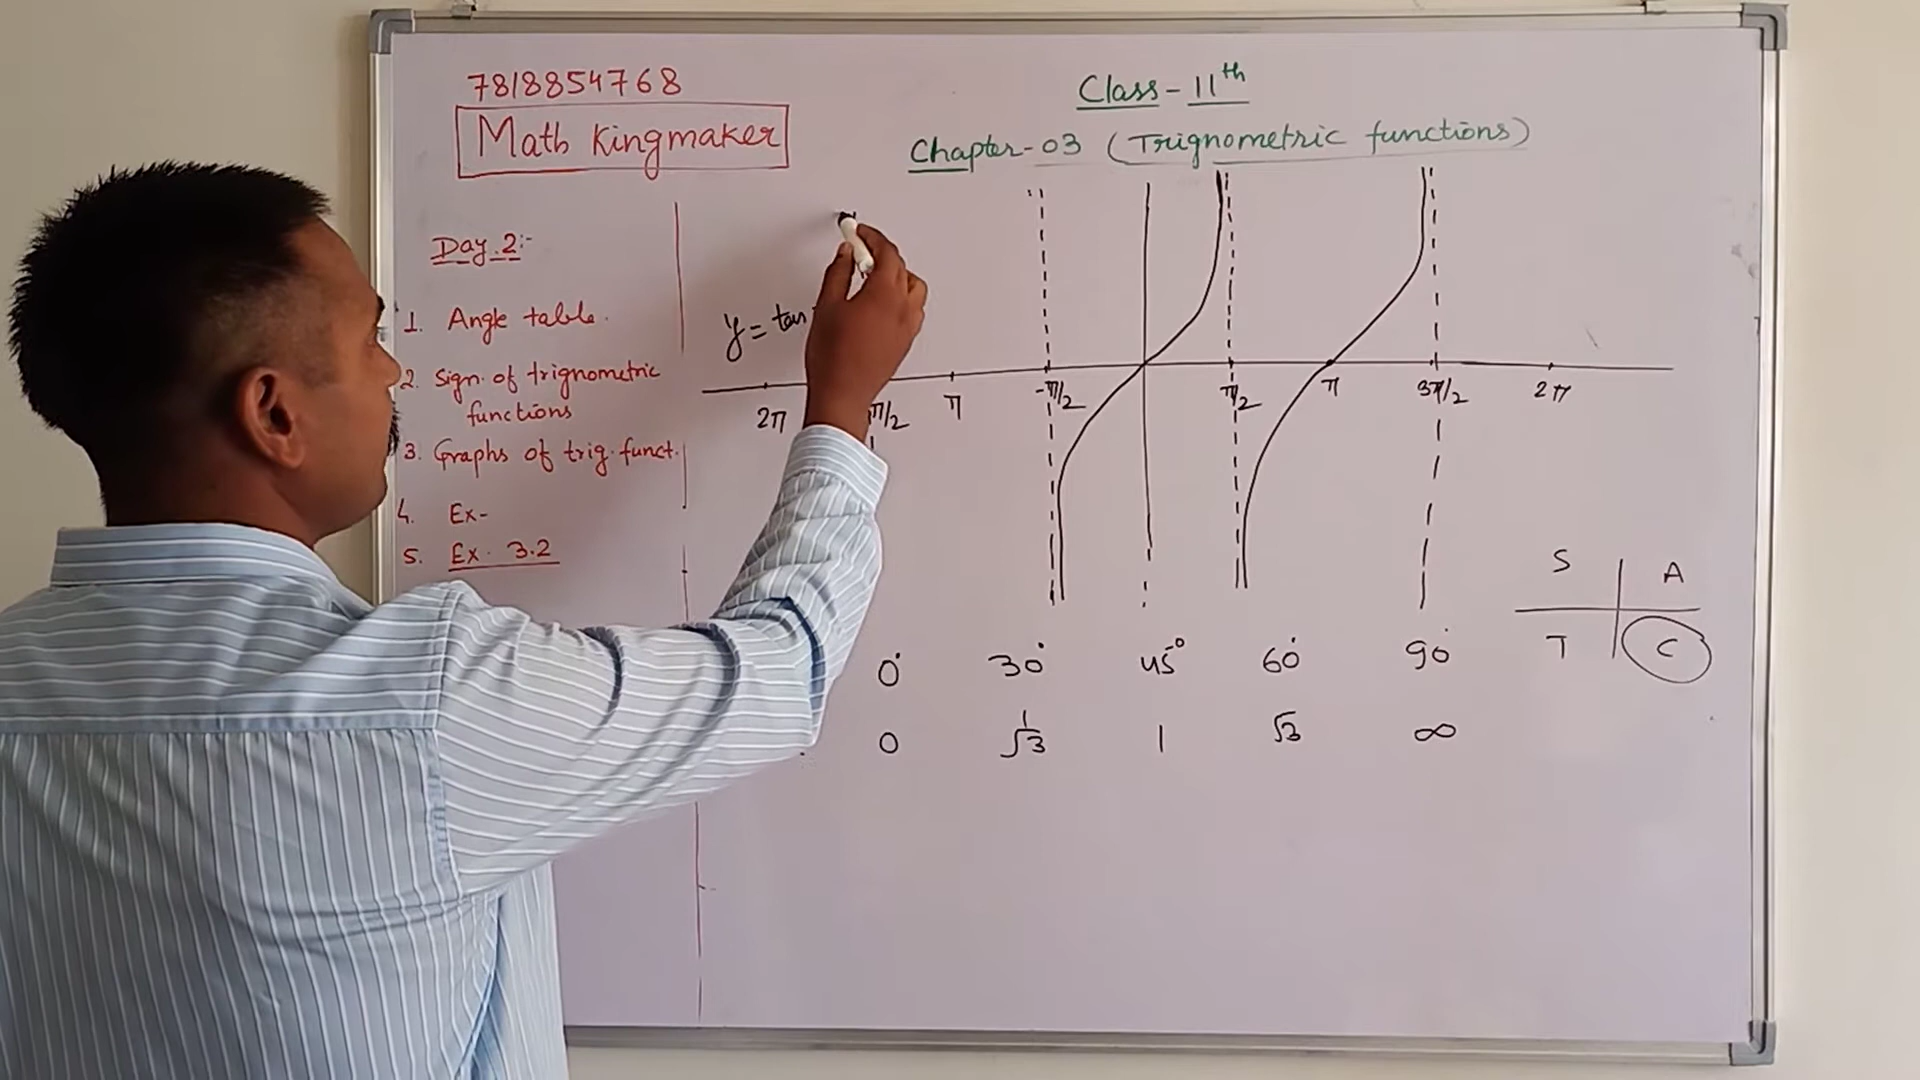 7818854768
Math Kingmaker
Class - 11th
Chapter-03 (Trignometric functions)
Day 2:-
1. Angle table.
2. Sign. of trignometric
functions
3. Graphs of trig. funct.
4. Ex-
5. Ex. 3.2
y = tan
2π π/2 π -π/2 π/2 π 3π/2 2π
S A
T C
0° 30° 45° 60° 90°
0 1/√3 1 √3 ∞